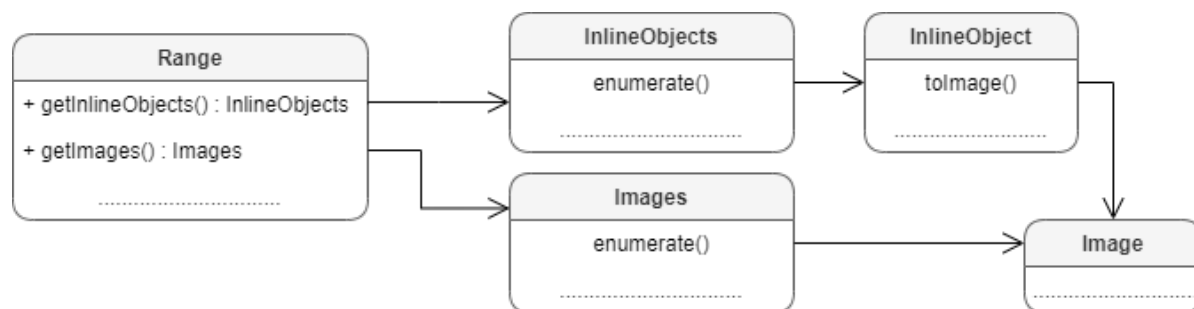 Range
+ getInlineObjects() : InlineObjects
+ getImages() : Images
................................
InlineObjects
enumerate()
................................
InlineObject
toImage()
...........................
Images
enumerate()
................................
Image
............................